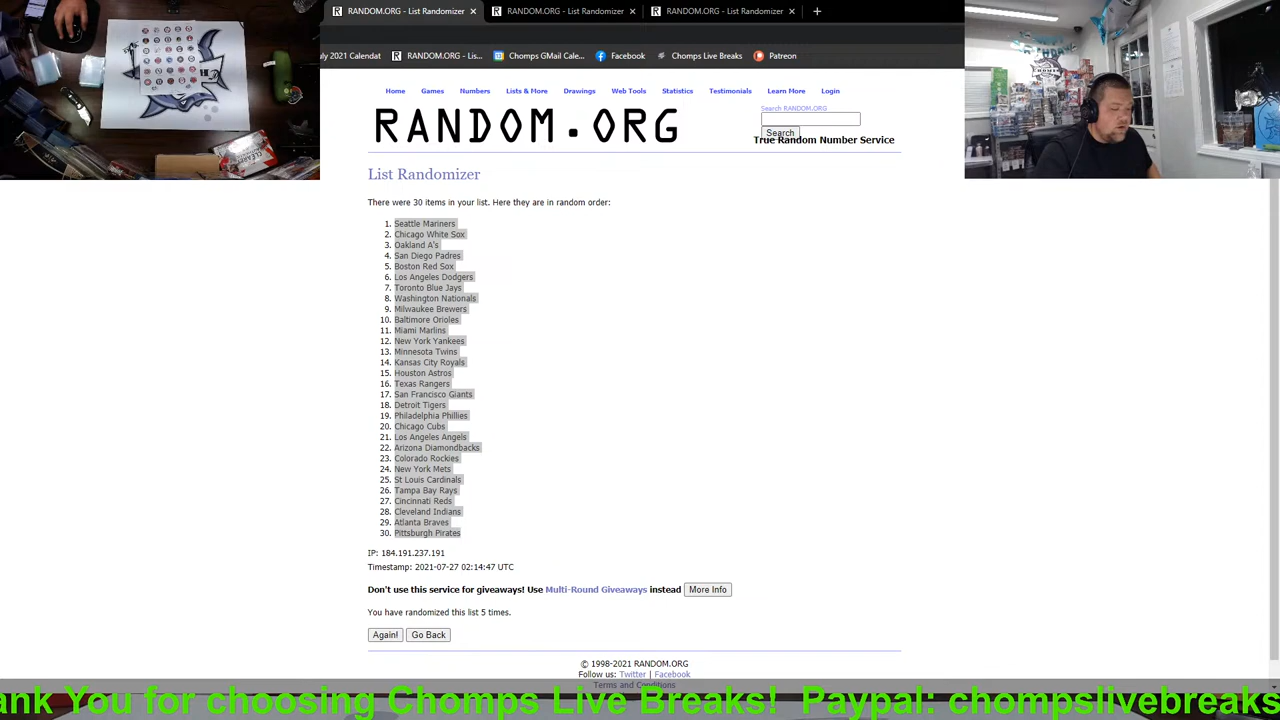 RANDOM.ORG - List Randomizer
RANDOM.ORG - List Randomizer
RANDOM.ORG - List Randomizer
uly 2021 Calendat
RANDOM.ORG - Lis...
Chomps GMail Cale...
Facebook
Chomps Live Breaks
Patreon
Home Games Numbers Lists & More Drawings Web Tools Statistics Testimonials Learn More Login
Search RANDOM.ORG
RANDOM.ORG
Search
True Random Number Service
List Randomizer
There were 30 items in your list. Here they are in random order:
1. Seattle Mariners
2. Chicago White Sox
3. Oakland A's
4. San Diego Padres
5. Boston Red Sox
6. Los Angeles Dodgers
7. Toronto Blue Jays
8. Washington Nationals
9. Milwaukee Brewers
10. Baltimore Orioles
11. Miami Marlins
12. New York Yankees
13. Minnesota Twins
14. Kansas City Royals
15. Houston Astros
16. Texas Rangers
17. San Francisco Giants
18. Detroit Tigers
19. Philadelphia Phillies
20. Chicago Cubs
21. Los Angeles Angels
22. Arizona Diamondbacks
23. Colorado Rockies
24. New York Mets
25. St Louis Cardinals
26. Tampa Bay Rays
27. Cincinnati Reds
28. Cleveland Indians
29. Atlanta Braves
30. Pittsburgh Pirates
IP: 184.191.237.191
Timestamp: 2021-07-27 02:14:47 UTC
Don't use this service for giveaways! Use Multi-Round Giveaways instead More Info
You have randomized this list 5 times.
Again! Go Back
© 1998-2021 RANDOM.ORG
Follow us: Twitter | Facebook
Terms and Conditions
ank You for choosing Chomps Live Breaks! Paypal: chompslivebreaks